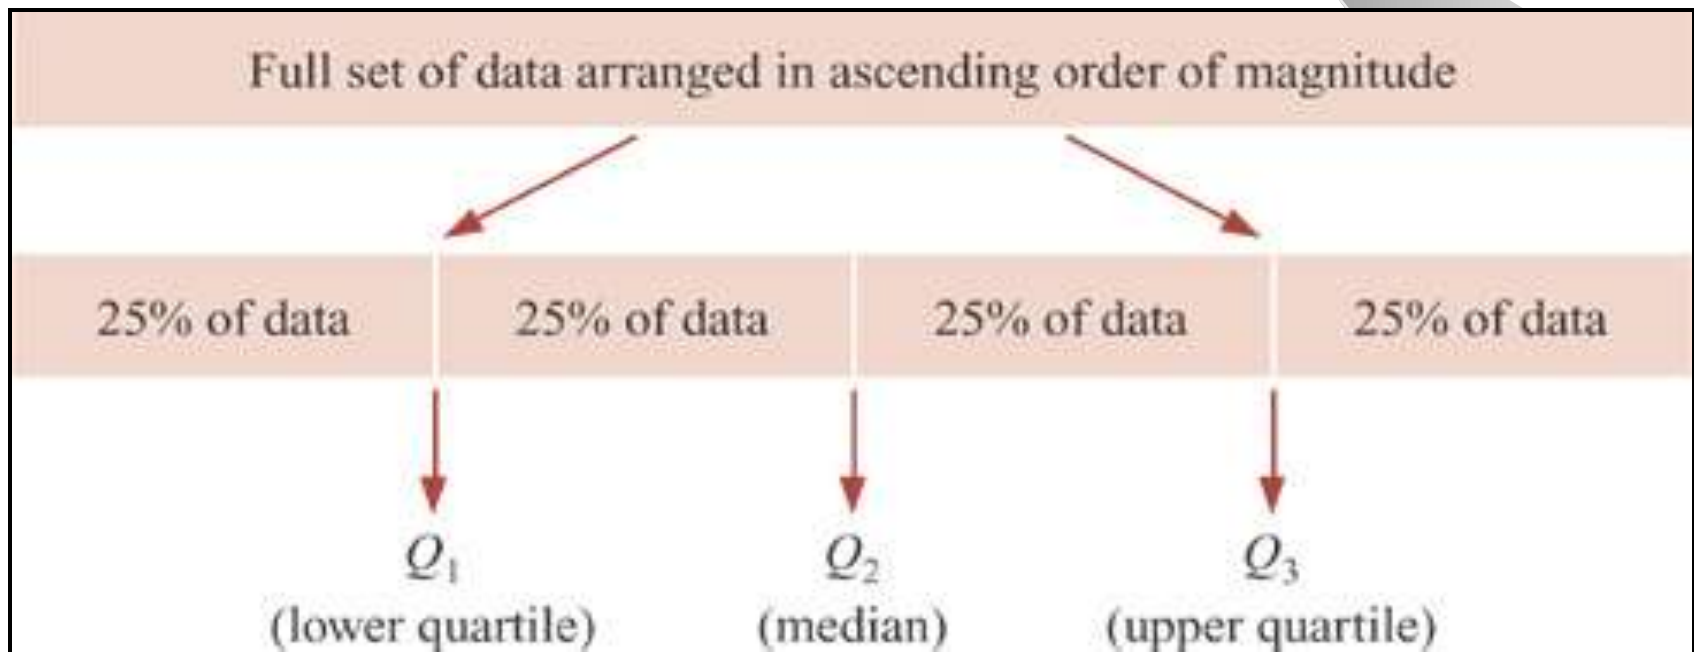 Full set of data arranged in ascending order of magnitude
25% of data 25% of data 25% of data 25% of data
Q₁ Q₂ Q₃
(lower quartile) (median) (upper quartile)